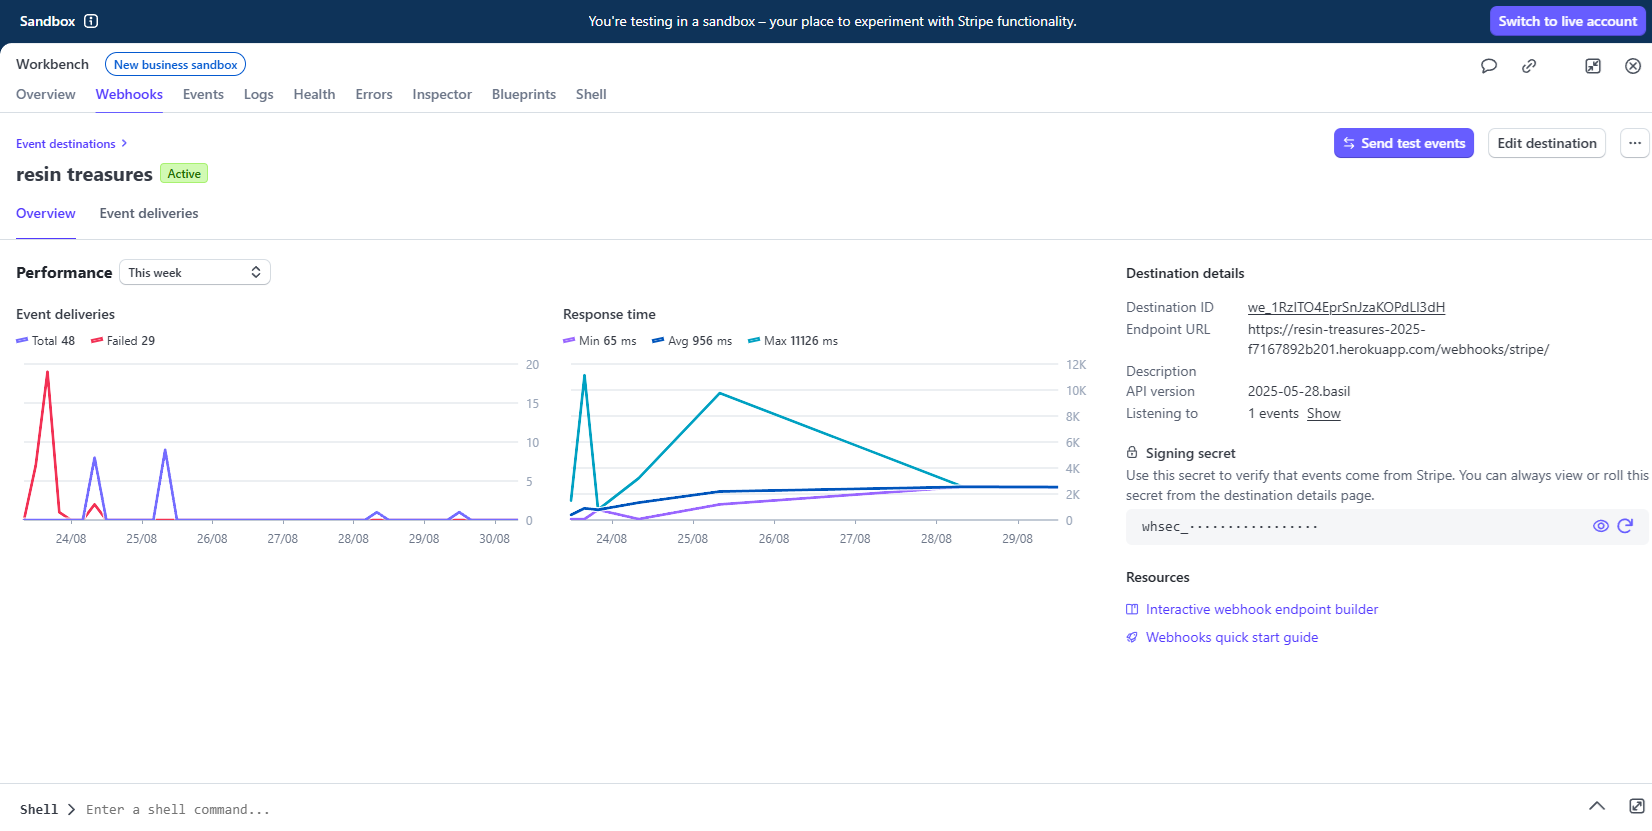 Sandbox
You're testing in a sandbox – your place to experiment with Stripe functionality.
Switch to live account
Workbench
New business sandbox
Overview Webhooks Events Logs Health Errors Inspector Blueprints Shell
Event destinations
Send test events
Edit destination
resin treasures Active
Overview Event deliveries
Performance This week
Event deliveries
Total 48 Failed 29
20
15
10
5
0
24/08 25/08 26/08 27/08 28/08 29/08 30/08
Response time
Min 65 ms Avg 956 ms Max 11126 ms
12K
10K
8K
6K
4K
2K
0
24/08 25/08 26/08 27/08 28/08 29/08
Destination details
Destination ID we_1RzITO4EprSnJzaKOPdLI3dH
Endpoint URL https://resin-treasures-2025-
f7167892b201.herokuapp.com/webhooks/stripe/
Description
API version 2025-05-28.basil
Listening to 1 events Show
Signing secret
Use this secret to verify that events come from Stripe. You can always view or roll this
secret from the destination details page.
whsec_·················
Resources
Interactive webhook endpoint builder
Webhooks quick start guide
Shell Enter a shell command...